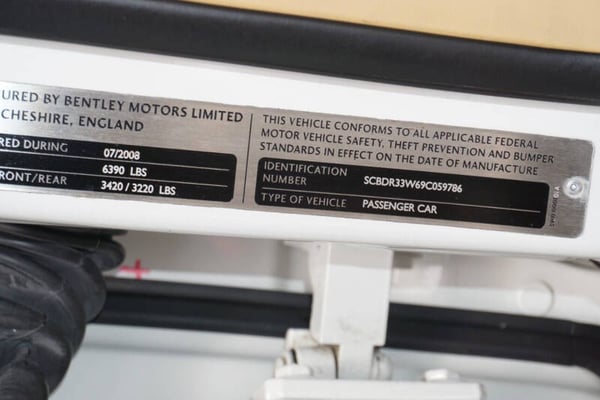 URED BY BENTLEY MOTORS LIMITED
CHESHIRE, ENGLAND
RED DURING 07/2008
6390 LBS
FRONT/REAR 3420 / 3220 LBS
THIS VEHICLE CONFORMS TO ALL APPLICABLE FEDERAL
MOTOR VEHICLE SAFETY, THEFT PREVENTION AND BUMPER
STANDARDS IN EFFECT ON THE DATE OF MANUFACTURE
IDENTIFICATION
NUMBER SCBDR33W69C059786
TYPE OF VEHICLE PASSENGER CAR